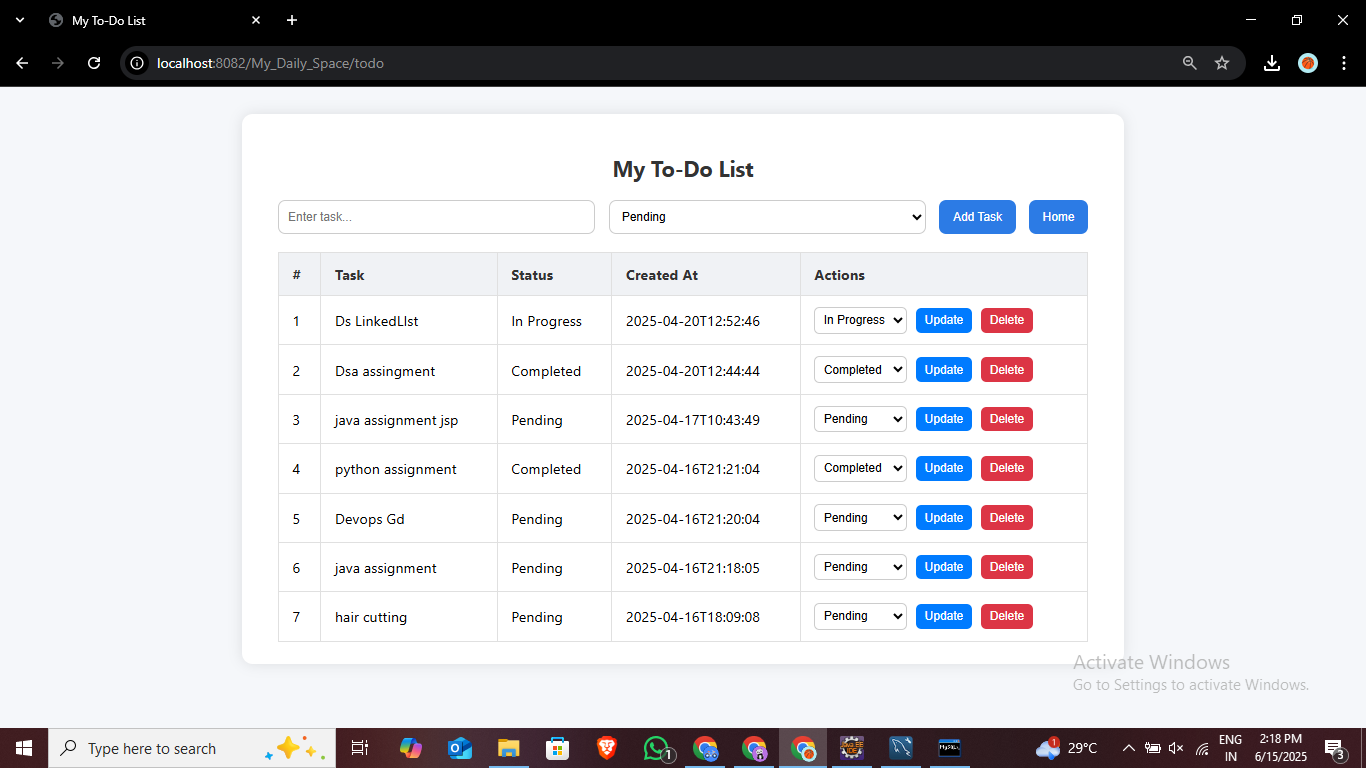 My To-Do List
localhost:8082/My_Daily_Space/todo
My To-Do List
Enter task... Pending Add Task Home
# Task Status Created At Actions
1 Ds LinkedLIst In Progress 2025-04-20T12:52:46 In Progress Update Delete
2 Dsa assingment Completed 2025-04-20T12:44:44 Completed Update Delete
3 java assignment jsp Pending 2025-04-17T10:43:49 Pending Update Delete
4 python assignment Completed 2025-04-16T21:21:04 Completed Update Delete
5 Devops Gd Pending 2025-04-16T21:20:04 Pending Update Delete
6 java assignment Pending 2025-04-16T21:18:05 Pending Update Delete
7 hair cutting Pending 2025-04-16T18:09:08 Pending Update Delete
Activate Windows
Go to Settings to activate Windows.
Type here to search 1 JAVA EE IDE MySQL 1 29°C ENG IN 2:18 PM 6/15/2025 3